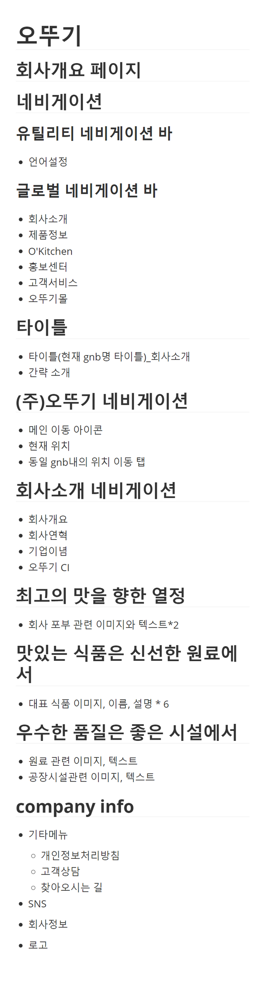 오뚜기
회사개요 페이지
네비게이션
유틸리티 네비게이션 바
언어설정
글로벌 네비게이션 바
회사소개
제품정보
O'Kitchen
홍보센터
고객서비스
오뚜기몰
타이틀
타이틀(현재 gnb명 타이틀)_회사소개
간략 소개
(주)오뚜기 네비게이션
메인 이동 아이콘
현재 위치
동일 gnb내의 위치 이동 탭
회사소개 네비게이션
회사개요
회사연혁
기업이념
오뚜기 CI
최고의 맛을 향한 열정
회사 포부 관련 이미지와 텍스트*2
맛있는 식품은 신선한 원료에
서
대표 식품 이미지, 이름, 설명 * 6
우수한 품질은 좋은 시설에서
원료 관련 이미지, 텍스트
공장시설관련 이미지, 텍스트
company info
기타메뉴
개인정보처리방침
고객상담
찾아오시는 길
SNS
회사정보
로고